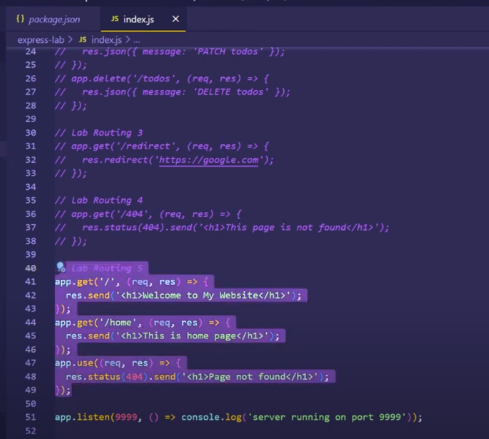 {} package.json JS index.js ×
express-lab > JS index.js > ...
24 // res.json({ message: 'PATCH todos' });
25 // });
26 // app.delete('/todos', (req, res) => {
27 // res.json({ message: 'DELETE todos' });
28 // });
29
30 // Lab Routing 3
31 // app.get('/redirect', (req, res) => {
32 // res.redirect('https://google.com');
33 // });
34
35 // Lab Routing 4
36 // app.get('/404', (req, res) => {
37 // res.status(404).send('<h1>This page is not found</h1>');
38 // });
39
40 Lab Routing 5
41 app.get('/', (req, res) => {
42 res.send('<h1>Welcome to My Website</h1>');
43 });
44 app.get('/home', (req, res) => {
45 res.send('<h1>This is home page</h1>');
46 });
47 app.use((req, res) => {
48 res.status(404).send('<h1>Page not found</h1>');
49 });
50
51 app.listen(9999, () => console.log('server running on port 9999'));
52